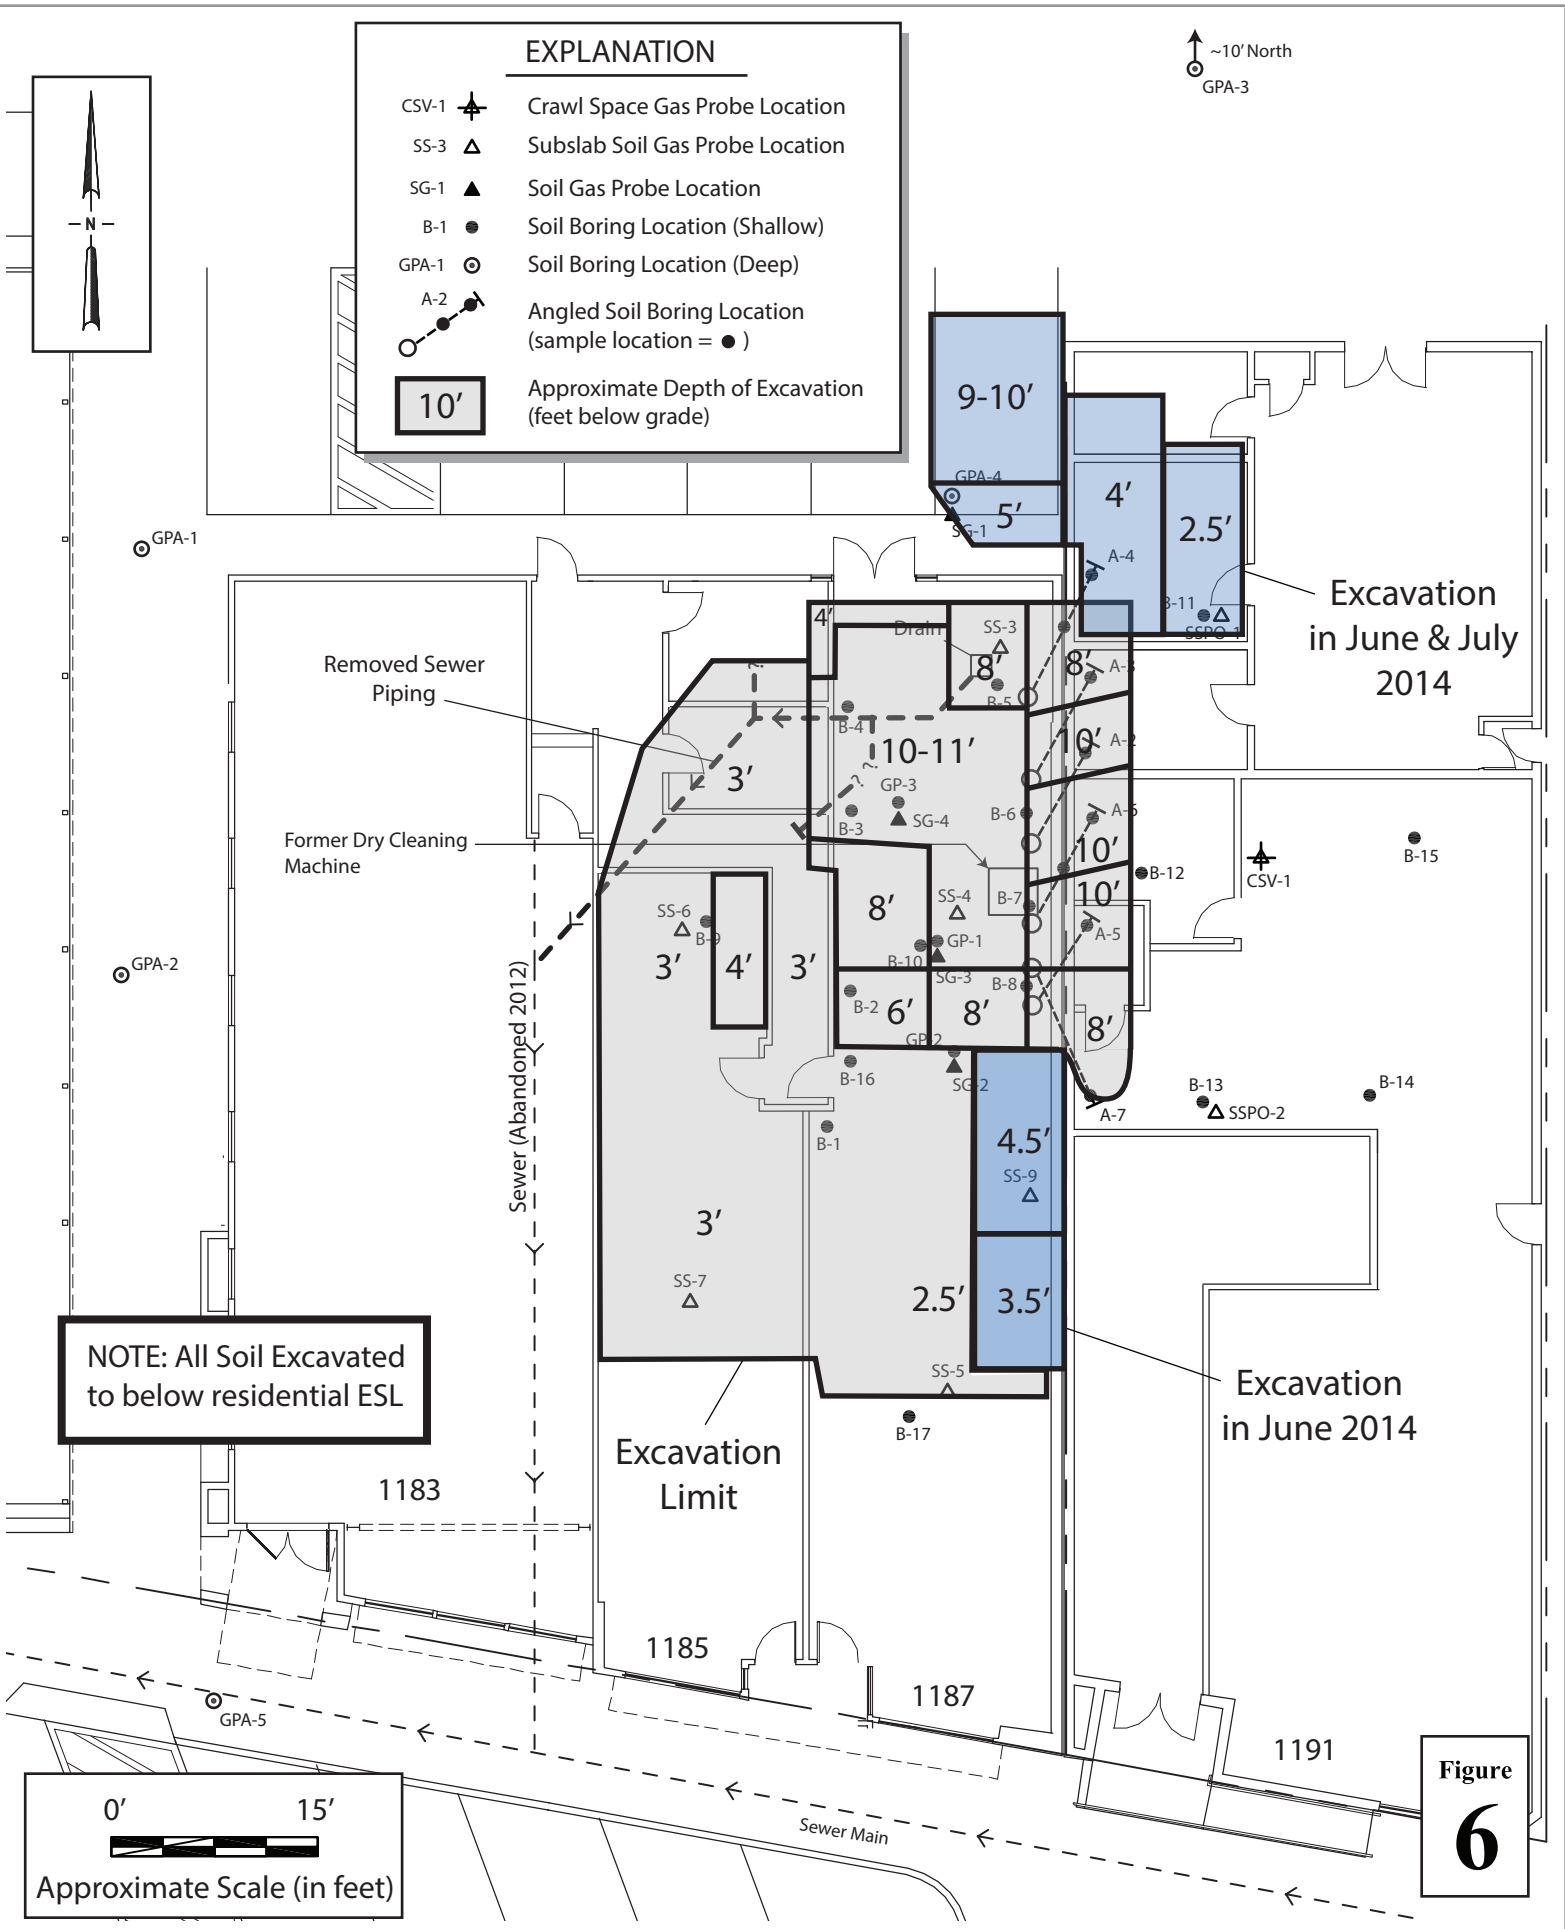 EXPLANATION
CSV-1 Crawl Space Gas Probe Location
SS-3 Subslab Soil Gas Probe Location
SG-1 Soil Gas Probe Location
B-1 Soil Boring Location (Shallow)
GPA-1 Soil Boring Location (Deep)
A-2 Angled Soil Boring Location
(sample location = ● )
10’ Approximate Depth of Excavation
(feet below grade)
N
~10’ North
GPA-3
9-10’
GPA-4
5’
SG-1
4’
2.5’
A-4
B-11
SSPO-1
Excavation
in June & July
2014
GPA-1
GPA-2
Removed Sewer
Piping
Former Dry Cleaning
Machine
4’
Drain
SS-3
8’
B-5
8’
A-3
?
B-4
10-11’
10’
A-2
3’
? ?
GP-3
SG-4
B-3
B-6
A-6
10’
B-12
CSV-1
B-15
10’
SS-6
B-9
3’
4’
3’
8’
SS-4
B-7
A-5
GP-1
B-10
SG-3
B-8
B-2
6’
8’
8’
GP-2
SG-2
B-16
B-1
A-7
B-13
SSPO-2
B-14
4.5’
SS-9
Sewer (Abandoned 2012)
3’
SS-7
2.5’
3.5’
SS-5
B-17
Excavation
in June 2014
NOTE: All Soil Excavated
to below residential ESL
Excavation
Limit
1183
1185
1187
1191
GPA-5
Sewer Main
0’ 15’
Approximate Scale (in feet)
Figure
6